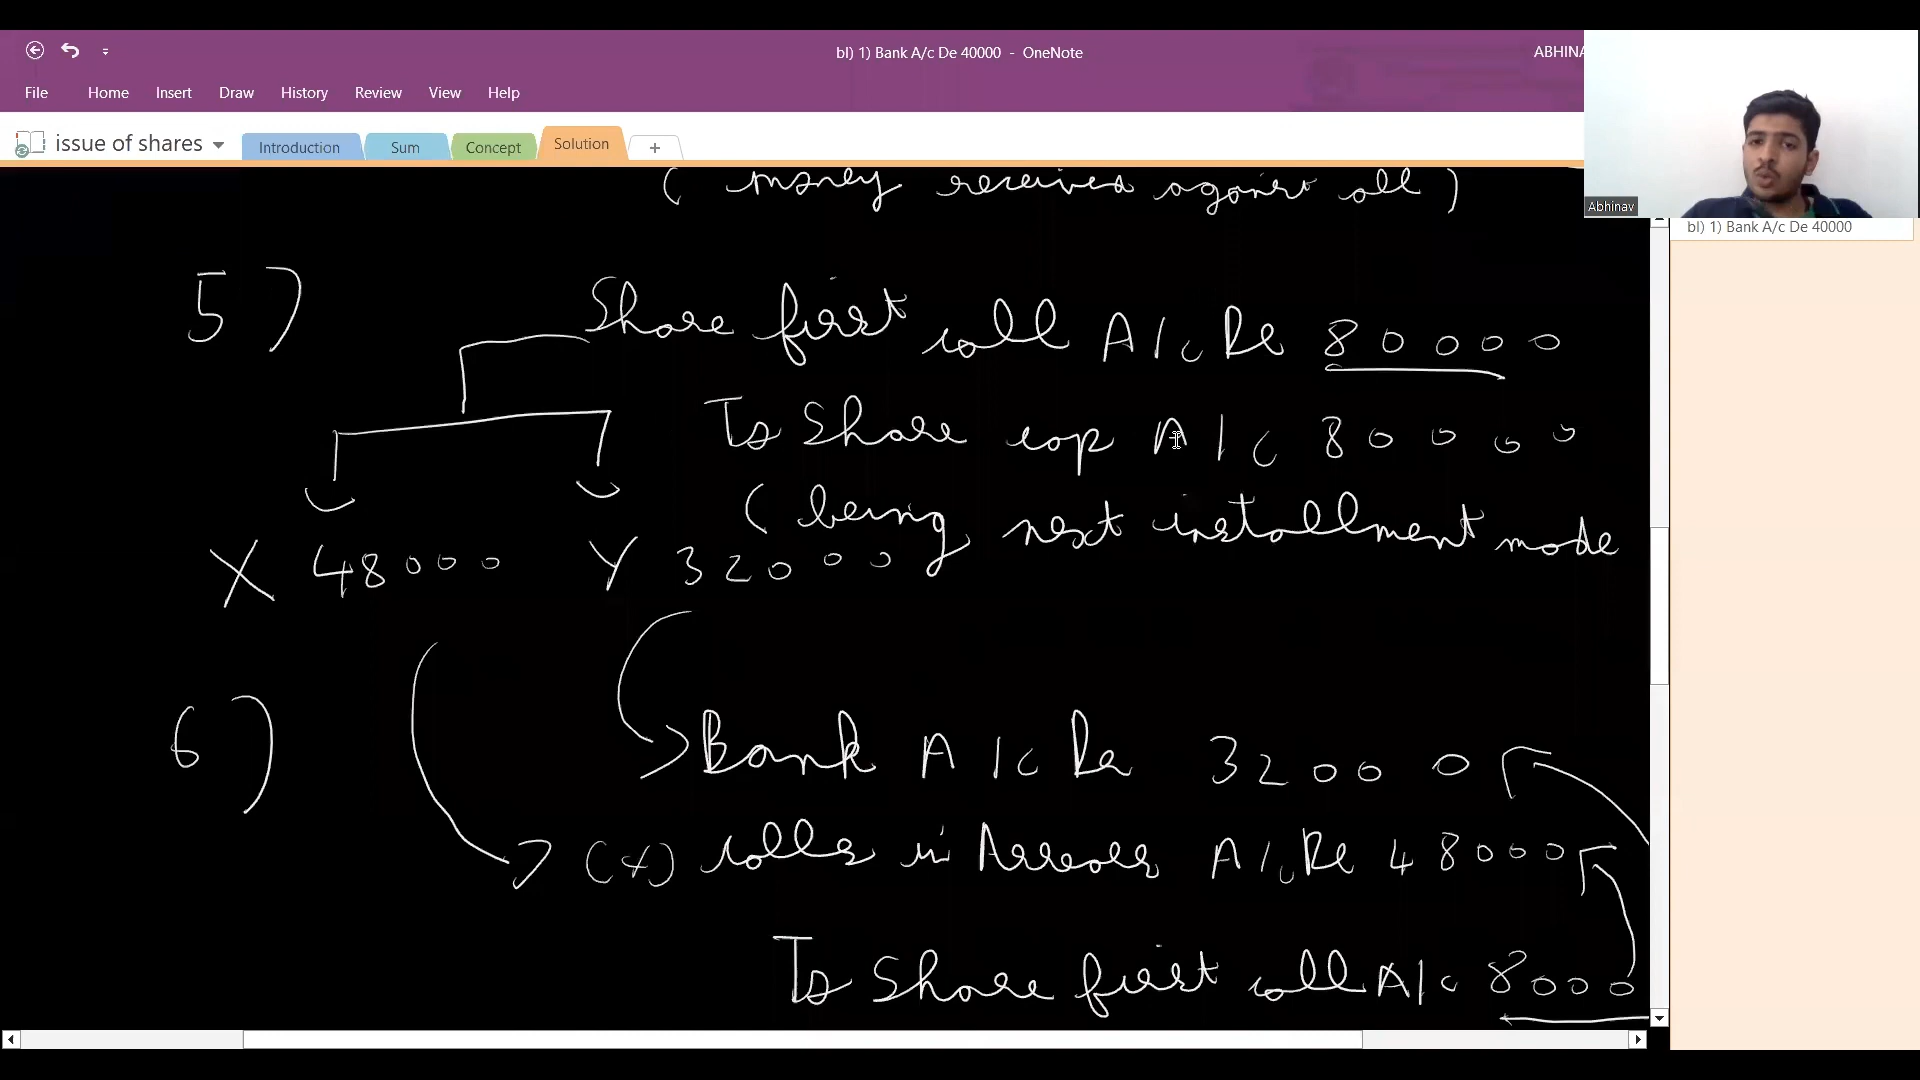 bl) 1) Bank A/c De 40000 - OneNote
ABHINA
File Home Insert Draw History Review View Help
issue of shares Introduction Sum Concept Solution +
Abhinav
bl) 1) Bank A/c De 40000
( money received against all )
5) Share first call A/c De 80000
To Share cap A/c 80000
( being next installment made
X 48000 Y 32000
6) Bank A/c De 32000
(+) calls in Arrears A/c De 48000
To Share first call A/c 8000